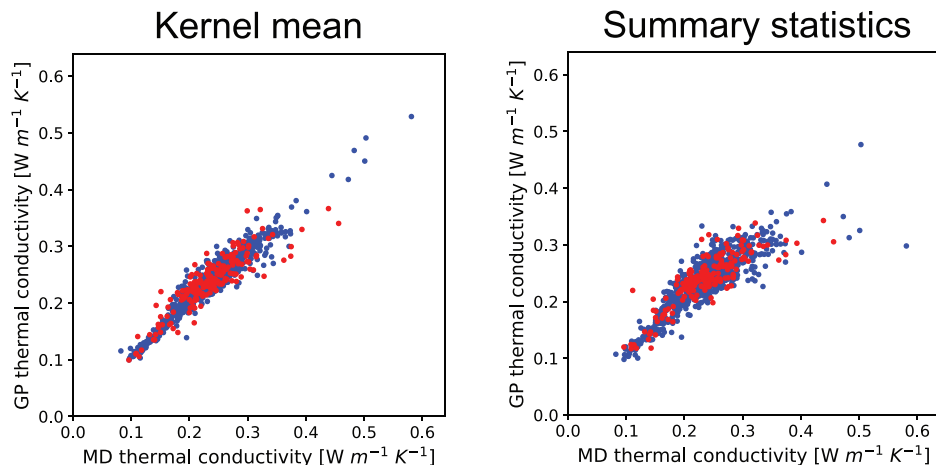 Kernel mean
Summary statistics
GP thermal conductivity [W m⁻¹ K⁻¹]
0.6
0.5
0.4
0.3
0.2
0.1
0.0
0.0 0.1 0.2 0.3 0.4 0.5 0.6
MD thermal conductivity [W m⁻¹ K⁻¹]
GP thermal conductivity [W m⁻¹ K⁻¹]
0.6
0.5
0.4
0.3
0.2
0.1
0.0
0.0 0.1 0.2 0.3 0.4 0.5 0.6
MD thermal conductivity [W m⁻¹ K⁻¹]